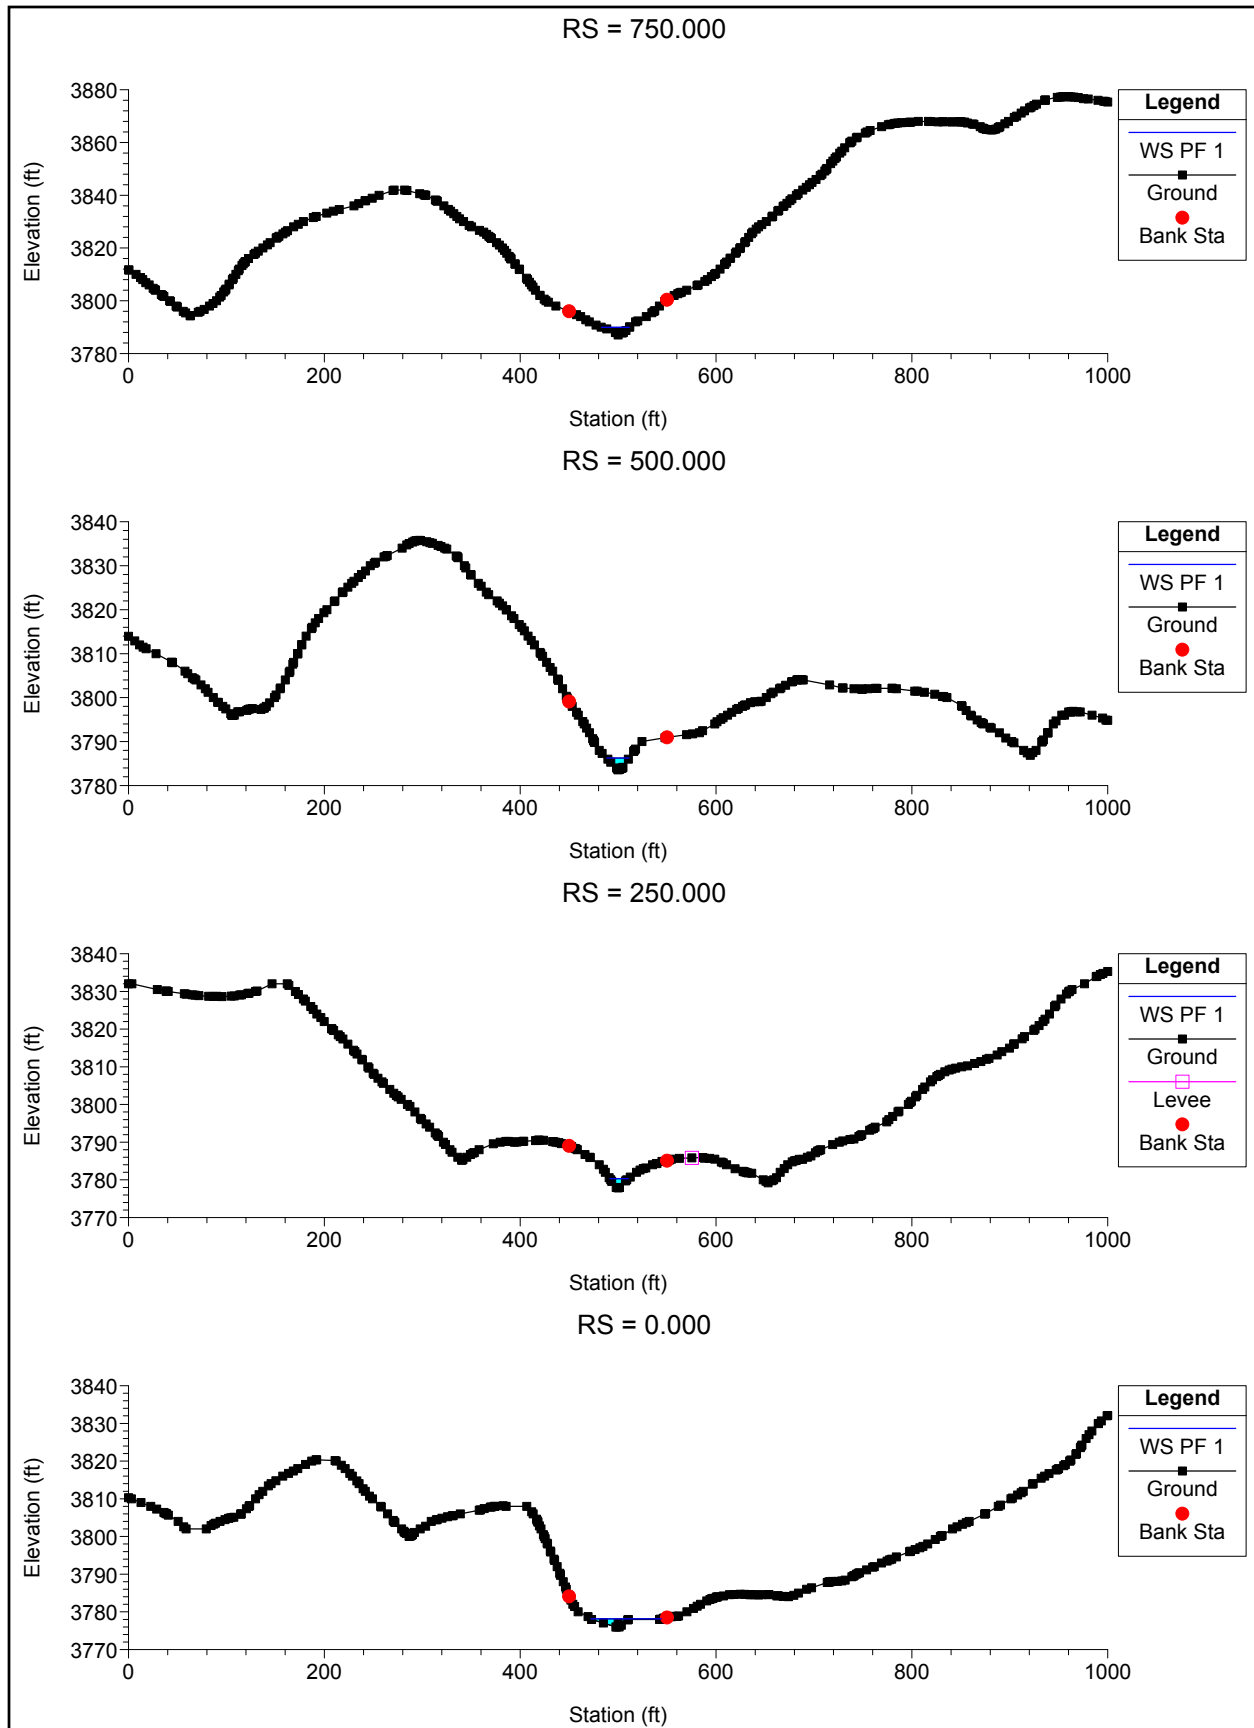 RS = 750.000
Elevation (ft)
3880
3860
3840
3820
3800
3780
0 200 400 600 800 1000
Station (ft)
Legend
WS PF 1
Ground
Bank Sta
RS = 500.000
Elevation (ft)
3840
3830
3820
3810
3800
3790
3780
0 200 400 600 800 1000
Station (ft)
Legend
WS PF 1
Ground
Bank Sta
RS = 250.000
Elevation (ft)
3840
3830
3820
3810
3800
3790
3780
3770
0 200 400 600 800 1000
Station (ft)
Legend
WS PF 1
Ground
Levee
Bank Sta
RS = 0.000
Elevation (ft)
3840
3830
3820
3810
3800
3790
3780
3770
0 200 400 600 800 1000
Station (ft)
Legend
WS PF 1
Ground
Bank Sta